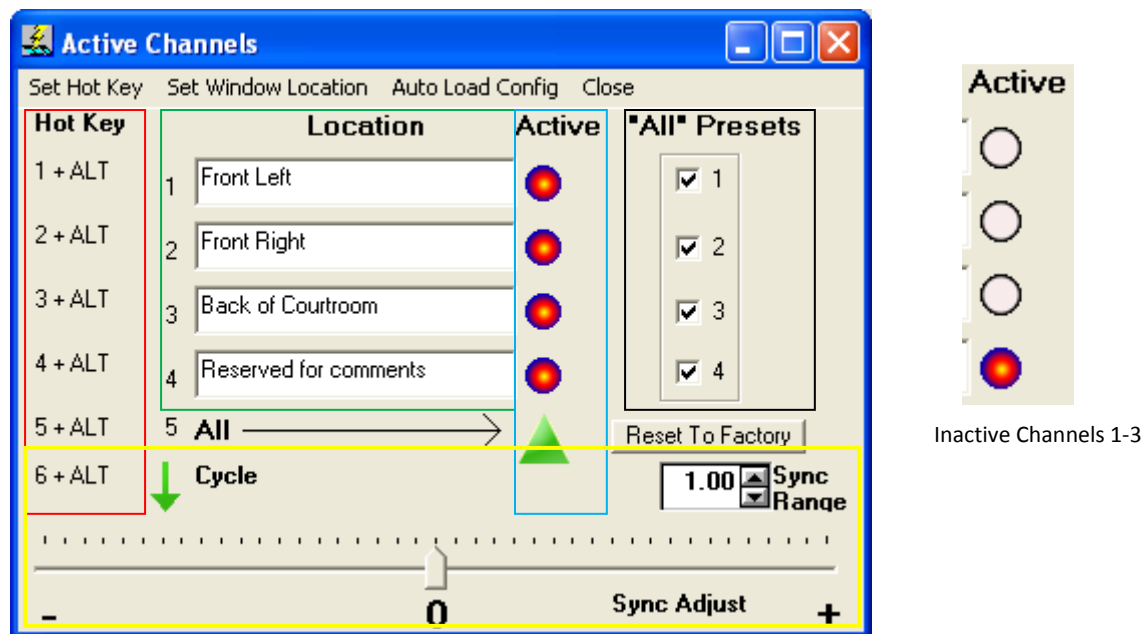 Active Channels
Set Hot Key Set Window Location Auto Load Config Close
Hot Key Location Active "All" Presets
1 + ALT 1 Front Left 1
2 + ALT 2 Front Right 2
3 + ALT 3 Back of Courtroom 3
4 + ALT 4 Reserved for comments 4
5 + ALT 5 All Reset To Factory
6 + ALT Cycle 1.00 Sync Range
- 0 Sync Adjust +
Active
Inactive Channels 1-3